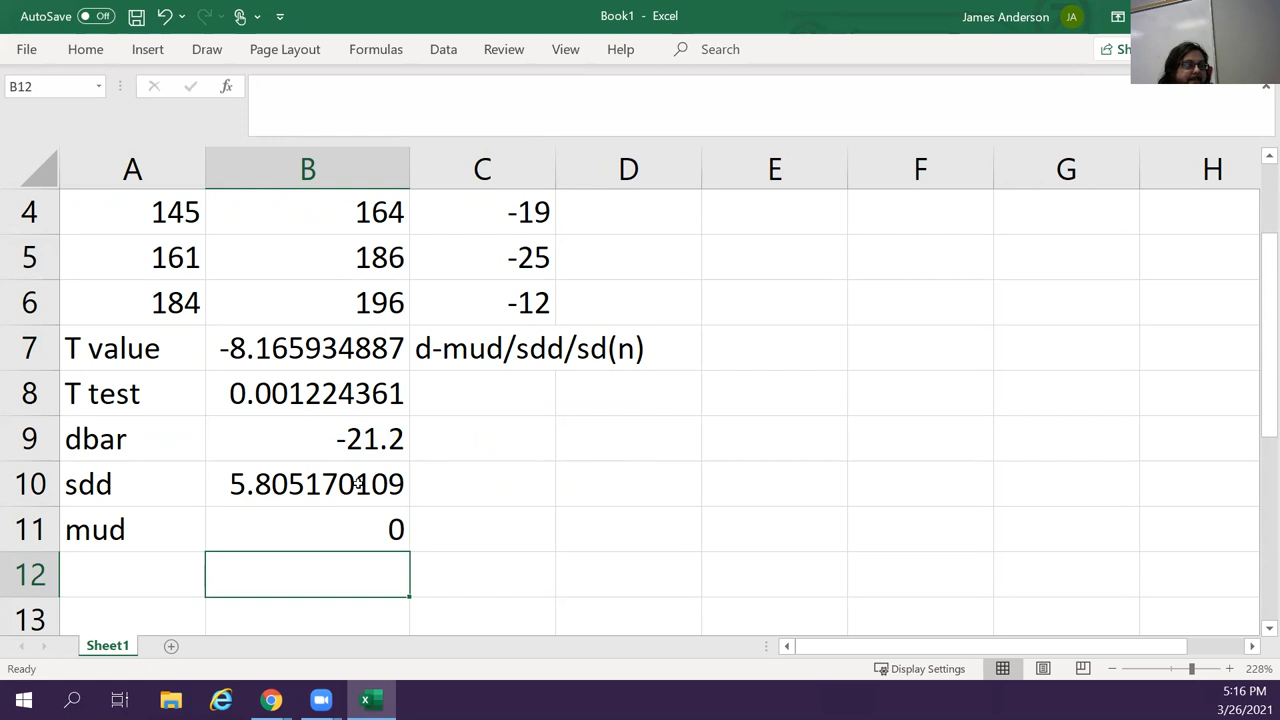 AutoSave Off Book1 - Excel James Anderson JA
File Home Insert Draw Page Layout Formulas Data Review View Help Search Sh
B12 fx
A B C D E F G H
4 145 164 -19
5 161 186 -25
6 184 196 -12
7 T value -8.165934887 d-mud/sdd/sd(n)
8 T test 0.001224361
9 dbar -21.2
10 sdd 5.805170109
11 mud 0
12
13
Sheet1
Ready Display Settings 228%
5:16 PM
3/26/2021